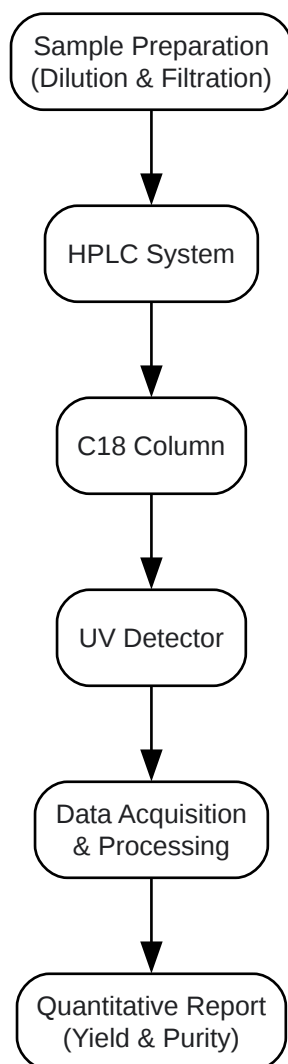 Sample Preparation
(Dilution & Filtration)
HPLC System
C18 Column
UV Detector
Data Acquisition
& Processing
Quantitative Report
(Yield & Purity)